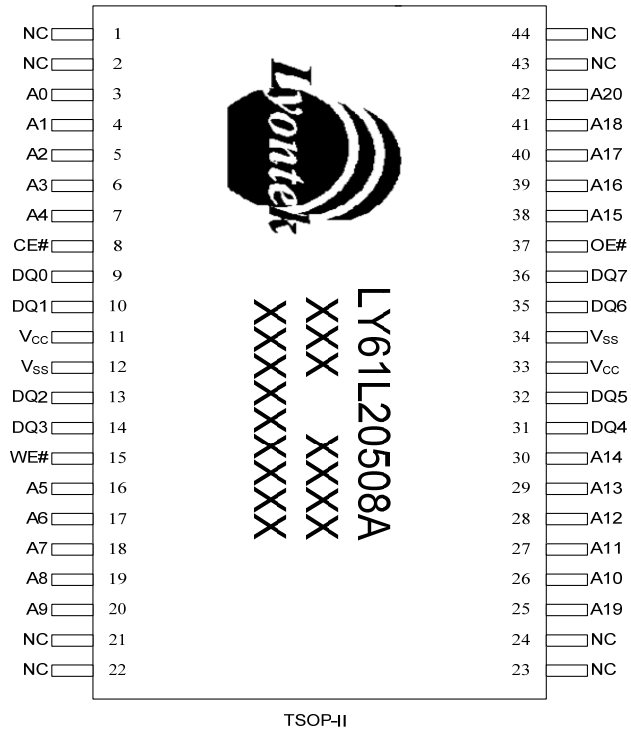 NC 1 44 NC
NC 2 43 NC
A0 3 42 A20
A1 4 41 A18
A2 5 40 A17
A3 6 39 A16
A4 7 38 A15
CE# 8 37 OE#
DQ0 9 36 DQ7
DQ1 10 35 DQ6
VCC 11 34 VSS
VSS 12 33 VCC
DQ2 13 32 DQ5
DQ3 14 31 DQ4
WE# 15 30 A14
A5 16 29 A13
A6 17 28 A12
A7 18 27 A11
A8 19 26 A10
A9 20 25 A19
NC 21 24 NC
NC 22 23 NC
Lyontek
LY61L20508A
XXX XXXX
XXXXXXXXX
TSOP-II